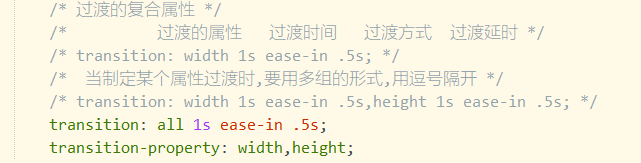 /* 过渡的复合属性 */
/*            过渡的属性   过渡时间   过渡方式  过渡延时 */
/* transition: width 1s ease-in .5s; */
/*  当制定某个属性过渡时,要用多组的形式,用逗号隔开 */
/* transition: width 1s ease-in .5s,height 1s ease-in .5s; */
transition: all 1s ease-in .5s;
transition-property: width,height;